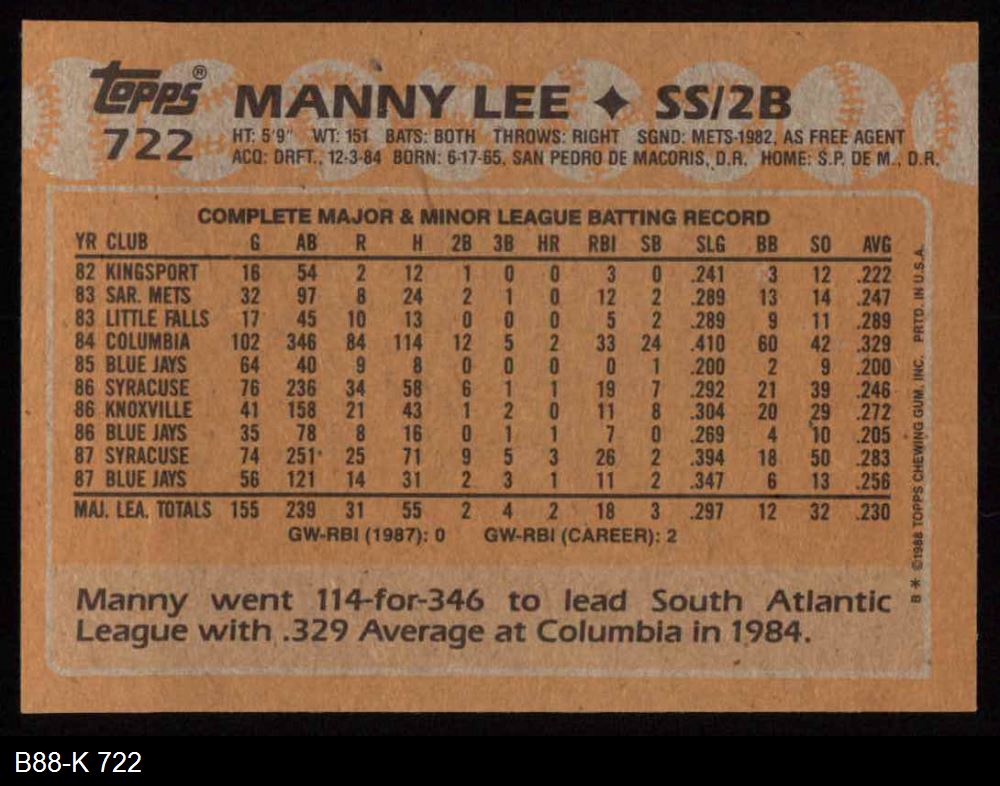 Topps®
722
MANNY LEE ✦ SS/2B
HT: 5'9" WT: 151 BATS: BOTH THROWS: RIGHT SGND: METS-1982, AS FREE AGENT
ACQ: DRFT., 12-3-84 BORN: 6-17-65, SAN PEDRO DE MACORIS, D.R. HOME: S.P. DE M., D.R.
COMPLETE MAJOR & MINOR LEAGUE BATTING RECORD
YR CLUB G AB R H 2B 3B HR RBI SB SLG BB SO AVG
82 KINGSPORT 16 54 2 12 1 0 0 3 0 .241 3 12 .222
83 SAR. METS 32 97 8 24 2 1 0 12 2 .289 13 14 .247
83 LITTLE FALLS 17 45 10 13 0 0 0 5 2 .289 9 11 .289
84 COLUMBIA 102 346 84 114 12 5 2 33 24 .410 60 42 .329
85 BLUE JAYS 64 40 9 8 0 0 0 0 1 .200 2 9 .200
86 SYRACUSE 76 236 34 58 6 1 1 19 7 .292 21 39 .246
86 KNOXVILLE 41 158 21 43 1 2 0 11 8 .304 20 29 .272
86 BLUE JAYS 35 78 8 16 0 1 1 7 0 .269 4 10 .205
87 SYRACUSE 74 251 25 71 9 5 3 26 2 .394 18 50 .283
87 BLUE JAYS 56 121 14 31 2 3 1 11 2 .347 6 13 .256
MAJ. LEA. TOTALS 155 239 31 55 2 4 2 18 3 .297 12 32 .230
GW-RBI (1987): 0 GW-RBI (CAREER): 2
Manny went 114-for-346 to lead South Atlantic
League with .329 Average at Columbia in 1984.
B * ©1988 TOPPS CHEWING GUM, INC. PRTD. IN U.S.A.
B88-K 722